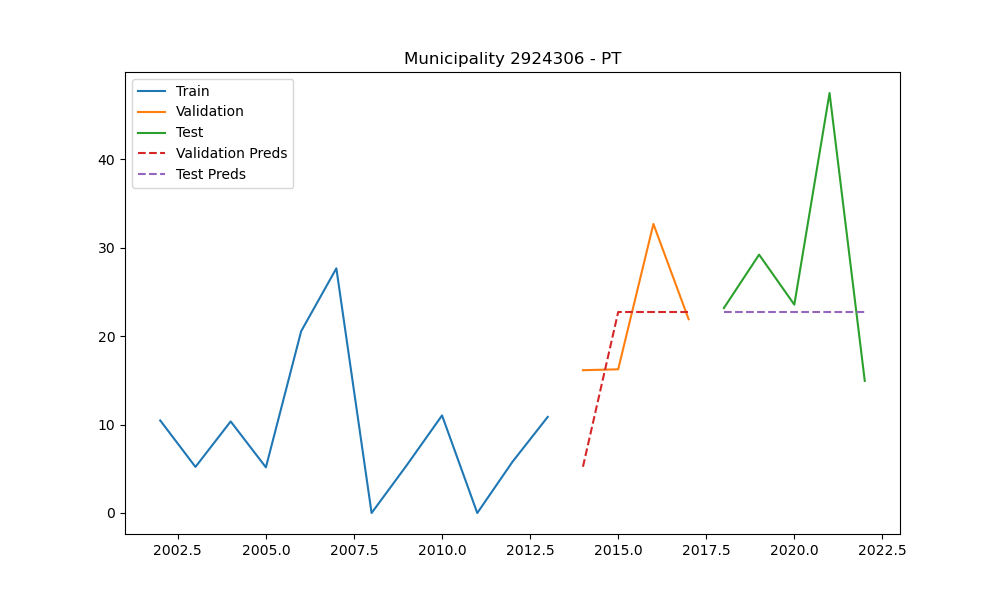 Municipality 2924306 - PT
Train
Validation
Test
Validation Preds
Test Preds
40
30
20
10
0
2002.5 2005.0 2007.5 2010.0 2012.5 2015.0 2017.5 2020.0 2022.5